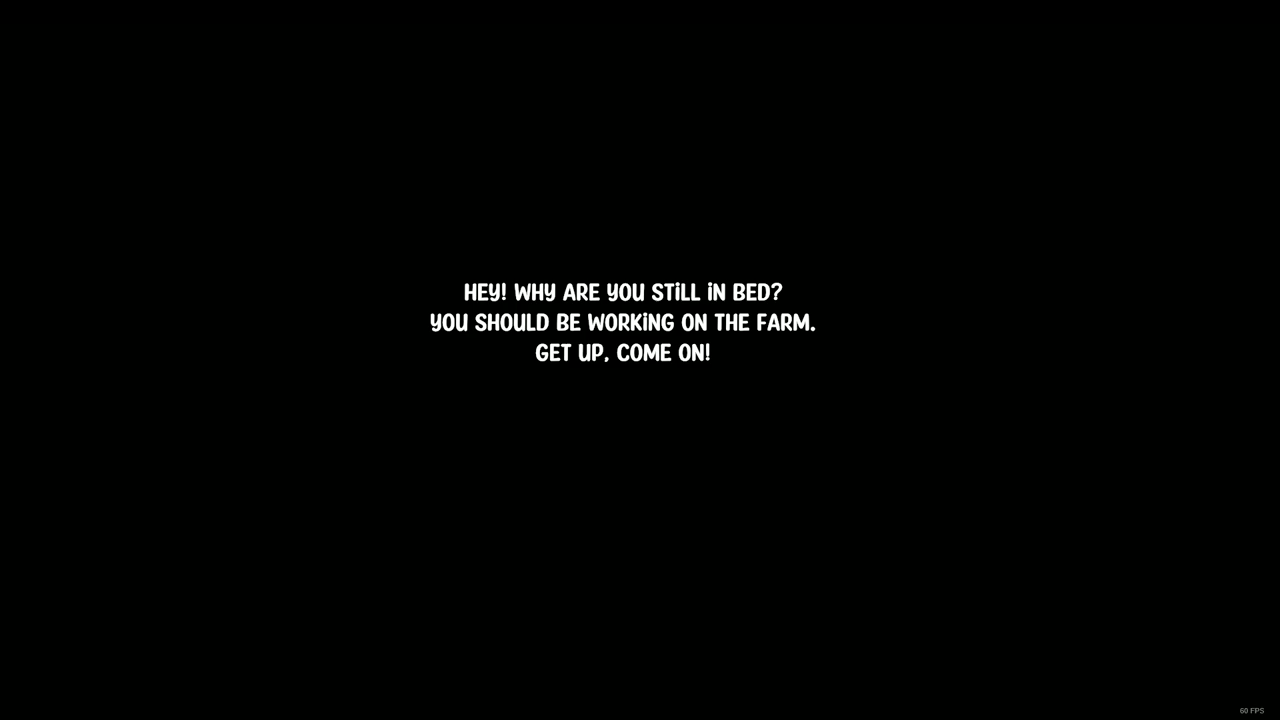 HEY! WHY ARE YOU STILL IN BED?
YOU SHOULD BE WORKING ON THE FARM.
GET UP, COME ON!
60 FPS